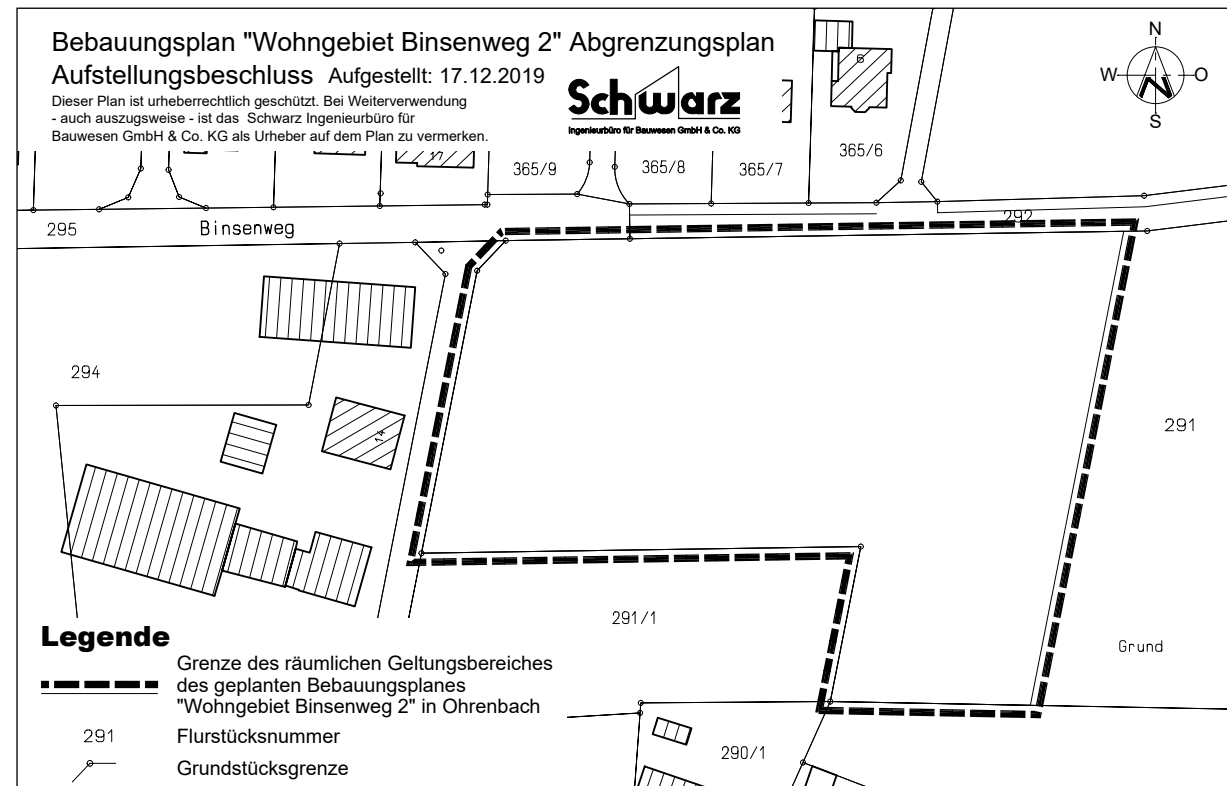 Bebauungsplan "Wohngebiet Binsenweg 2" Abgrenzungsplan
Aufstellungsbeschluss Aufgestellt: 17.12.2019
Dieser Plan ist urheberrechtlich geschützt. Bei Weiterverwendung
- auch auszugsweise - ist das Schwarz Ingenieurbüro für
Bauwesen GmbH & Co. KG als Urheber auf dem Plan zu vermerken.
Schwarz
Ingenieurbüro für Bauwesen GmbH & Co. KG
N
W O
S
6
17
365/9
365/8
365/7
365/6
295
Binsenweg
292
294
14
291
291/1
Grund
290/1
Legende
Grenze des räumlichen Geltungsbereiches
des geplanten Bebauungsplanes
"Wohngebiet Binsenweg 2" in Ohrenbach
291 Flurstücksnummer
Grundstücksgrenze